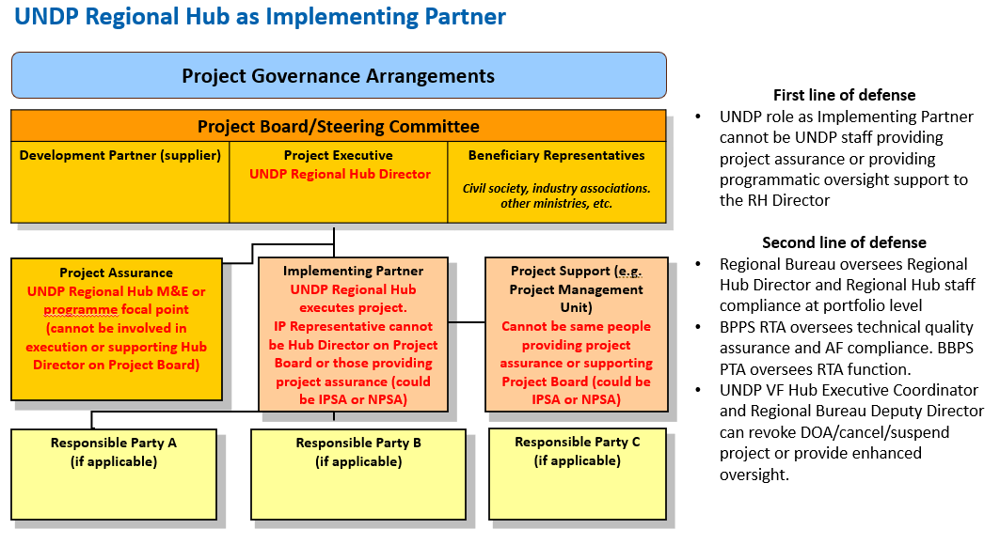 UNDP Regional Hub as Implementing Partner
Project Governance Arrangements
Project Board/Steering Committee
Development Partner (supplier)
Project Executive
UNDP Regional Hub Director
Beneficiary Representatives
Civil society, industry associations.
other ministries, etc.
Project Assurance
UNDP Regional Hub M&E or
programme focal point
(cannot be involved in
execution or supporting Hub
Director on Project Board)
Implementing Partner
UNDP Regional Hub
executes project.
IP Representative cannot
be Hub Director on Project
Board or those providing
project assurance (could
be IPSA or NPSA)
Project Support (e.g.
Project Management
Unit)
Cannot be same people
providing project
assurance or supporting
Project Board (could be
IPSA or NPSA)
Responsible Party A
(if applicable)
Responsible Party B
(if applicable)
Responsible Party C
(if applicable)
First line of defense
• UNDP role as Implementing Partner
cannot be UNDP staff providing
project assurance or providing
programmatic oversight support to
the RH Director
Second line of defense
• Regional Bureau oversees Regional
Hub Director and Regional Hub staff
compliance at portfolio level
• BPPS RTA oversees technical quality
assurance and AF compliance. BBPS
PTA oversees RTA function.
• UNDP VF Hub Executive Coordinator
and Regional Bureau Deputy Director
can revoke DOA/cancel/suspend
project or provide enhanced
oversight.